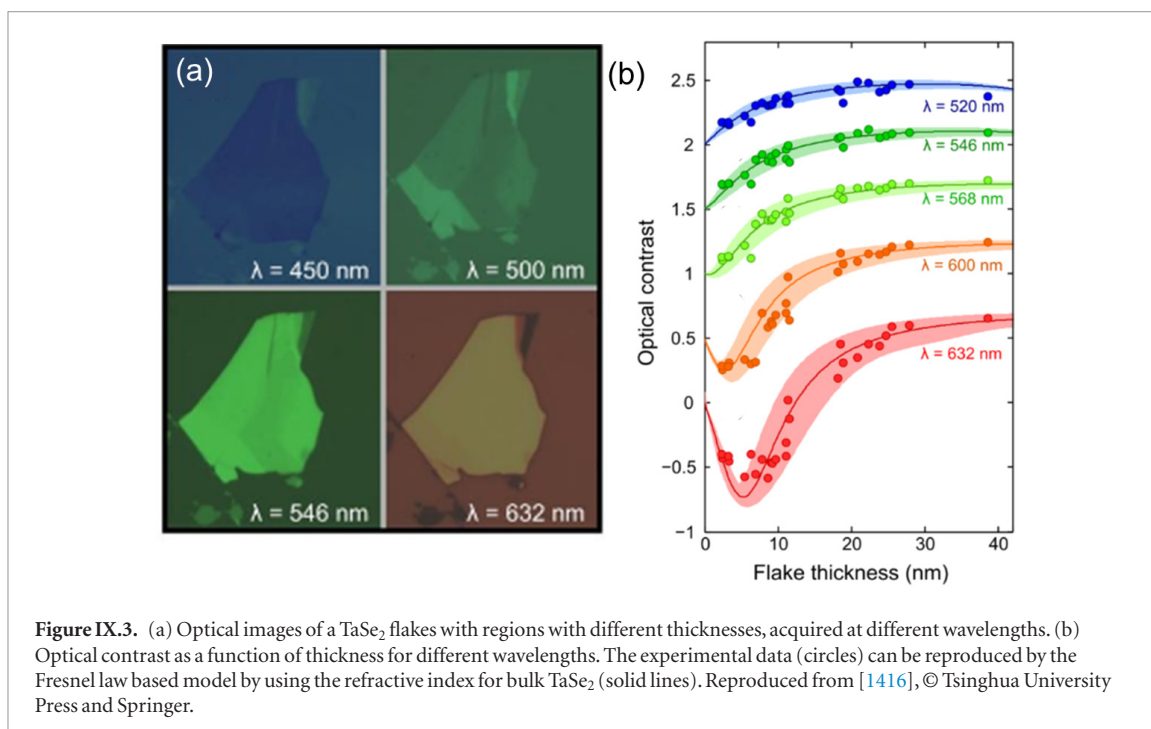 (a)
λ = 450 nm
λ = 500 nm
λ = 546 nm
λ = 632 nm
(b)
Optical contrast
2.5
2
1.5
1
0.5
0
−0.5
−1
λ = 520 nm
λ = 546 nm
λ = 568 nm
λ = 600 nm
λ = 632 nm
0 10 20 30 40
Flake thickness (nm)
Figure IX.3. (a) Optical images of a TaSe₂ flakes with regions with different thicknesses, acquired at different wavelengths. (b)
Optical contrast as a function of thickness for different wavelengths. The experimental data (circles) can be reproduced by the
Fresnel law based model by using the refractive index for bulk TaSe₂ (solid lines). Reproduced from [1416], © Tsinghua University
Press and Springer.